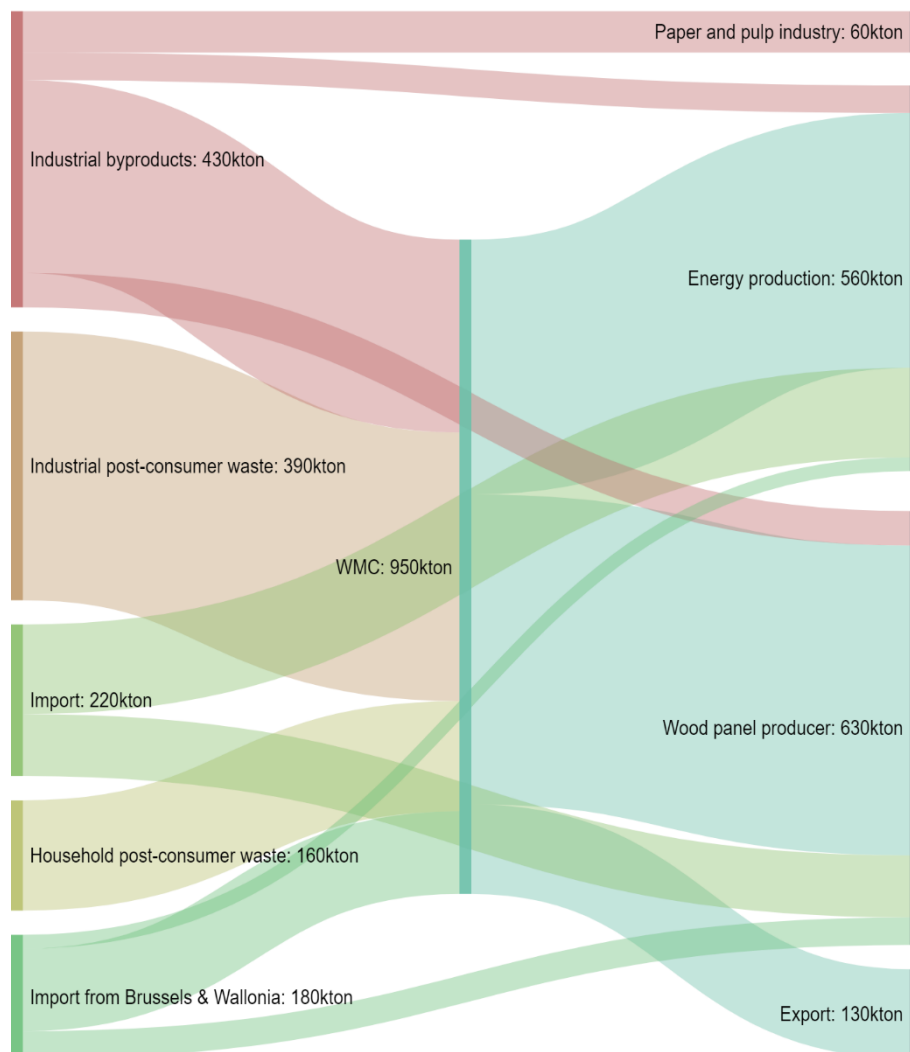 Paper and pulp industry: 60kton
Industrial byproducts: 430kton
Energy production: 560kton
Industrial post-consumer waste: 390kton
WMC: 950kton
Import: 220kton
Wood panel producer: 630kton
Household post-consumer waste: 160kton
Import from Brussels & Wallonia: 180kton
Export: 130kton